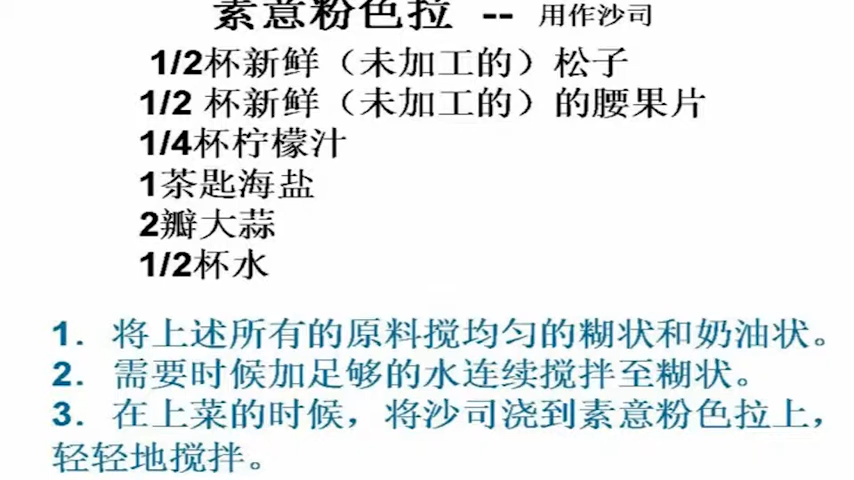 素意粉色拉 -- 用作沙司
1/2杯新鲜（未加工的）松子
1/2 杯新鲜（未加工的）的腰果片
1/4杯柠檬汁
1茶匙海盐
2瓣大蒜
1/2杯水
1. 将上述所有的原料搅均匀的糊状和奶油状。
2. 需要时候加足够的水连续搅拌至糊状。
3. 在上菜的时候，将沙司浇到素意粉色拉上，
轻轻地搅拌。